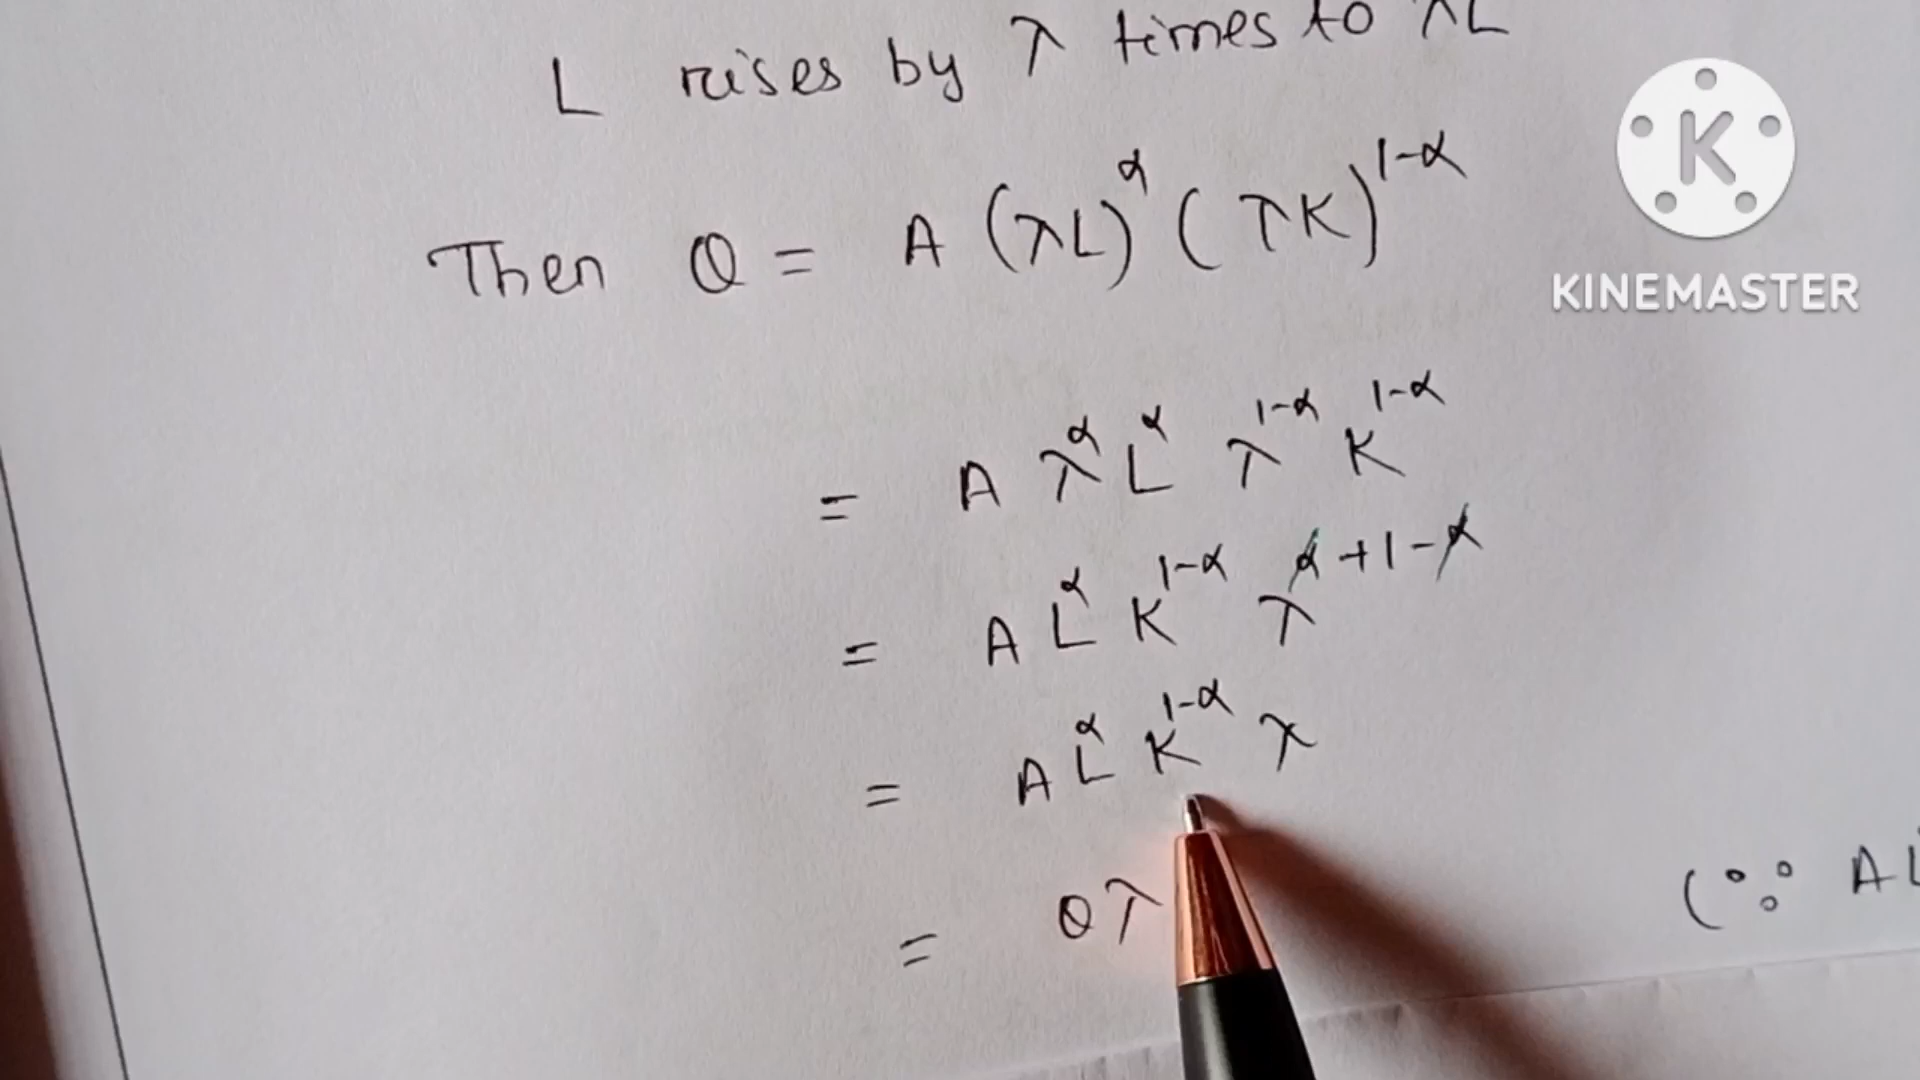 L rises by λ times to λL
Then Q = A (λL)^α (λK)^1-α
= A λ^α L^α λ^1-α K^1-α
= A L^α K^1-α λ^α+1-α
= A L^α K^1-α λ
= Qλ (∵ AL
K
KINEMASTER